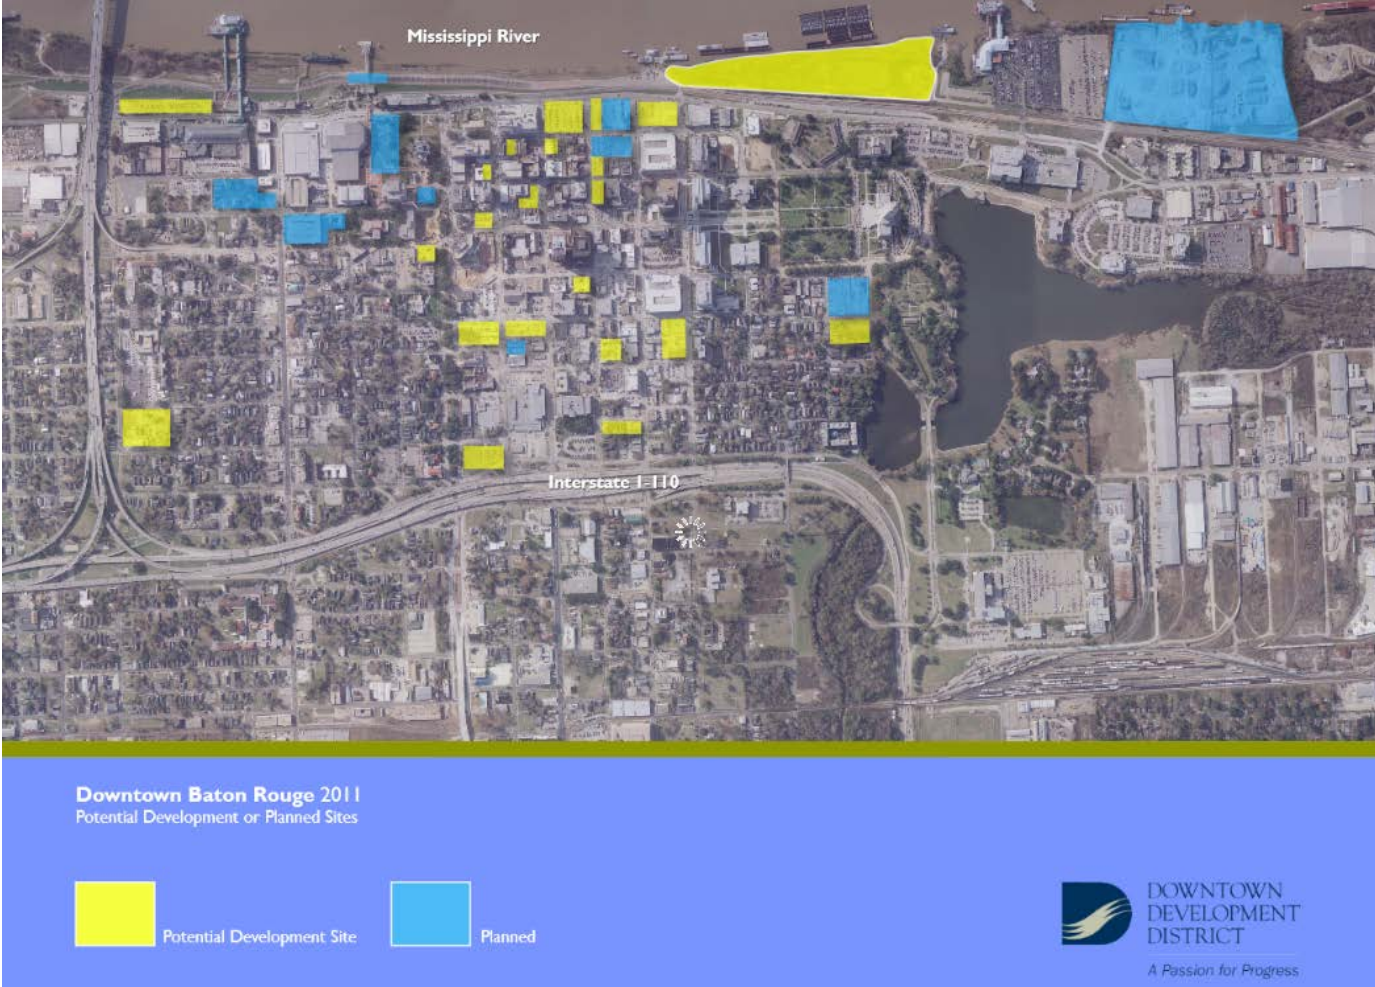 Mississippi River
Interstate I-110
Downtown Baton Rouge 2011
Potential Development or Planned Sites
Potential Development Site
Planned
DOWNTOWN
DEVELOPMENT
DISTRICT
A Passion for Progress